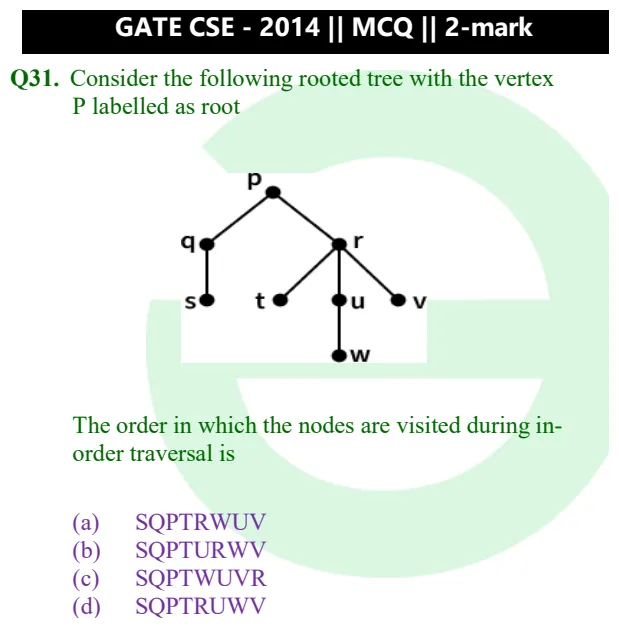 GATE CSE - 2014 || MCQ || 2-mark
Q31. Consider the following rooted tree with the vertex
P labelled as root
p
q r
s t u v
w
The order in which the nodes are visited during in-
order traversal is
(a) SQPTRWUV
(b) SQPTURWV
(c) SQPTWUVR
(d) SQPTRUWV